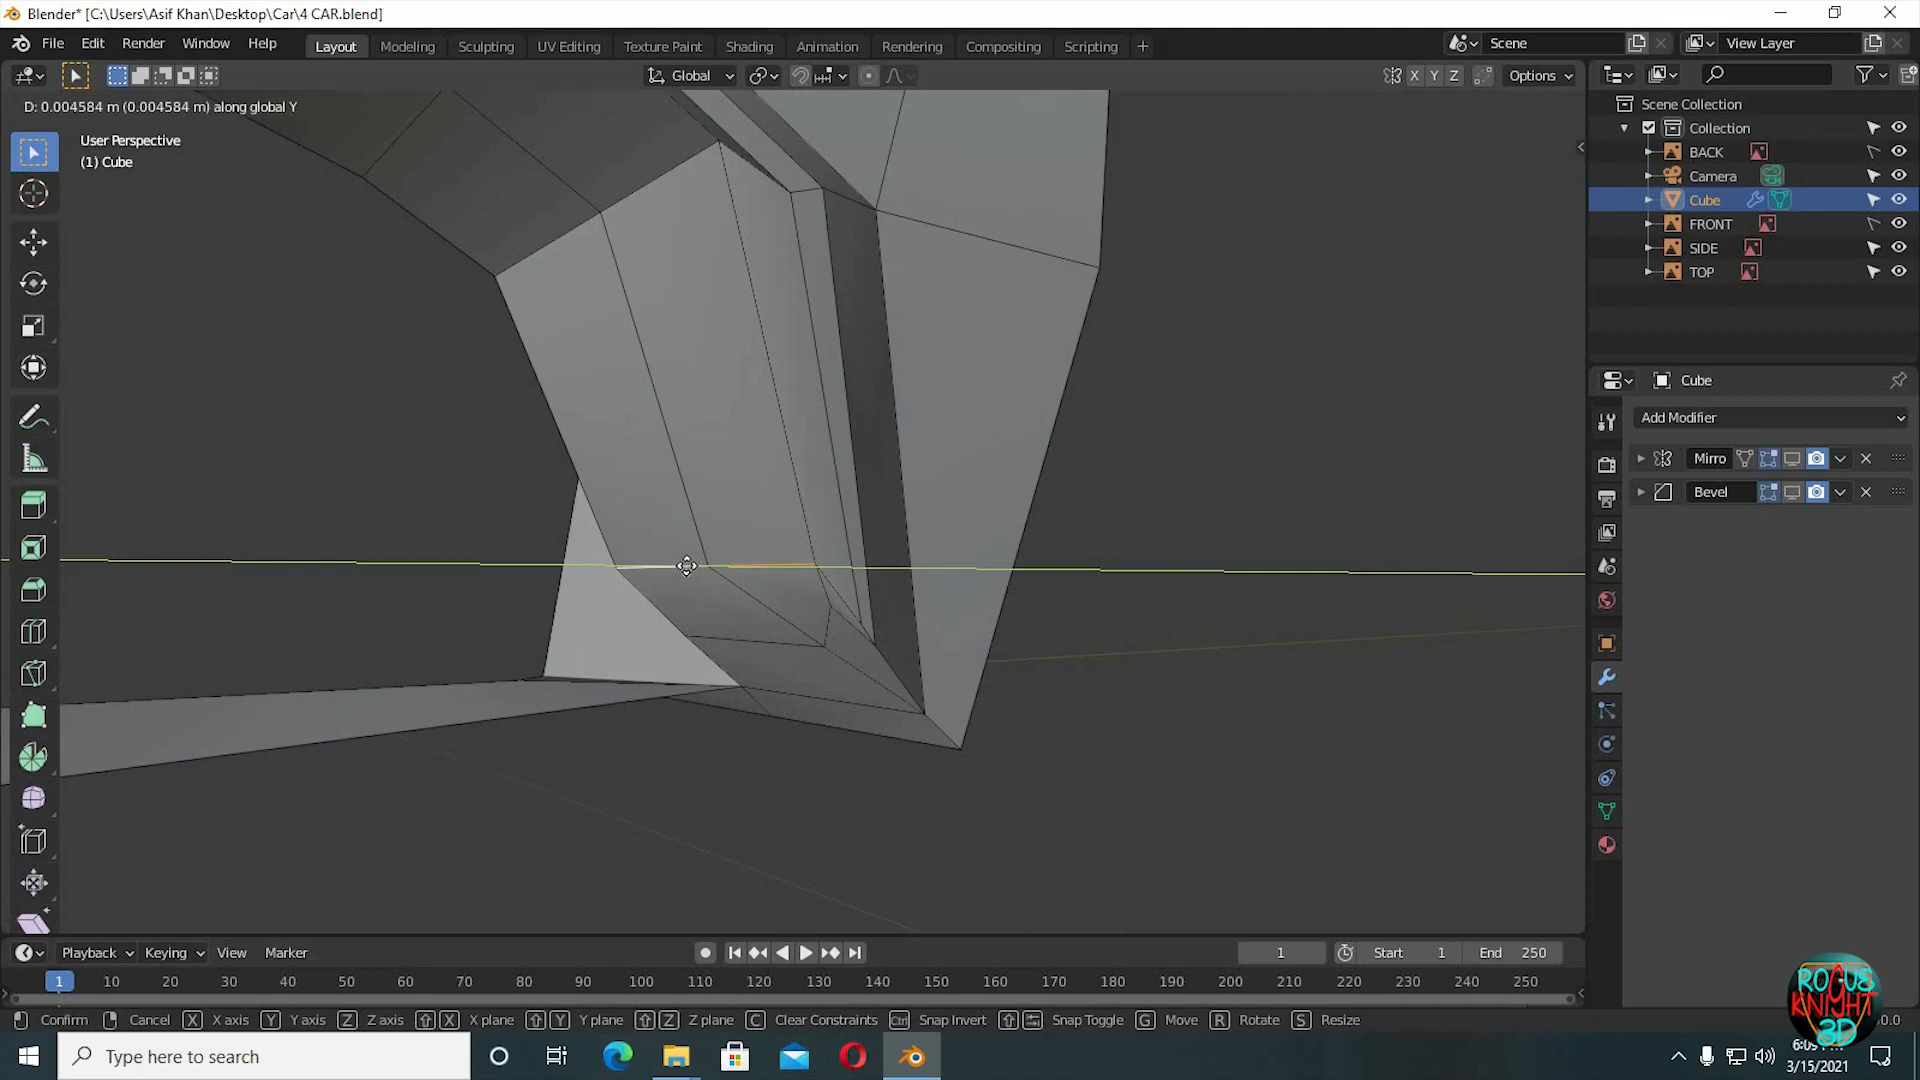 Blender* [C:\Users\Asif Khan\Desktop\Car\4 CAR.blend]
File Edit Render Window Help Layout Modeling Sculpting UV Editing Texture Paint Shading Animation Rendering Compositing Scripting + Scene View Layer
Global X Y Z Options
D: 0.004584 m (0.004584 m) along global Y
User Perspective
(1) Cube
Scene Collection
Collection
BACK
Camera
Cube
FRONT
SIDE
TOP
Cube
Add Modifier
Mirro
Bevel
Playback Keying View Marker 1 Start 1 End 250
1 10 20 30 40 50 60 70 80 90 100 110 120 130 140 150 160 170 180 190 200 210 220 230 240 250
Confirm Cancel X X axis Y Y axis Z Z axis X X plane Y Y plane Z Z plane C Clear Constraints Ctrl Snap Invert Snap Toggle G Move R Rotate S Resize
ROGUE
KNIGHT
3D
Type here to search
3/15/2021